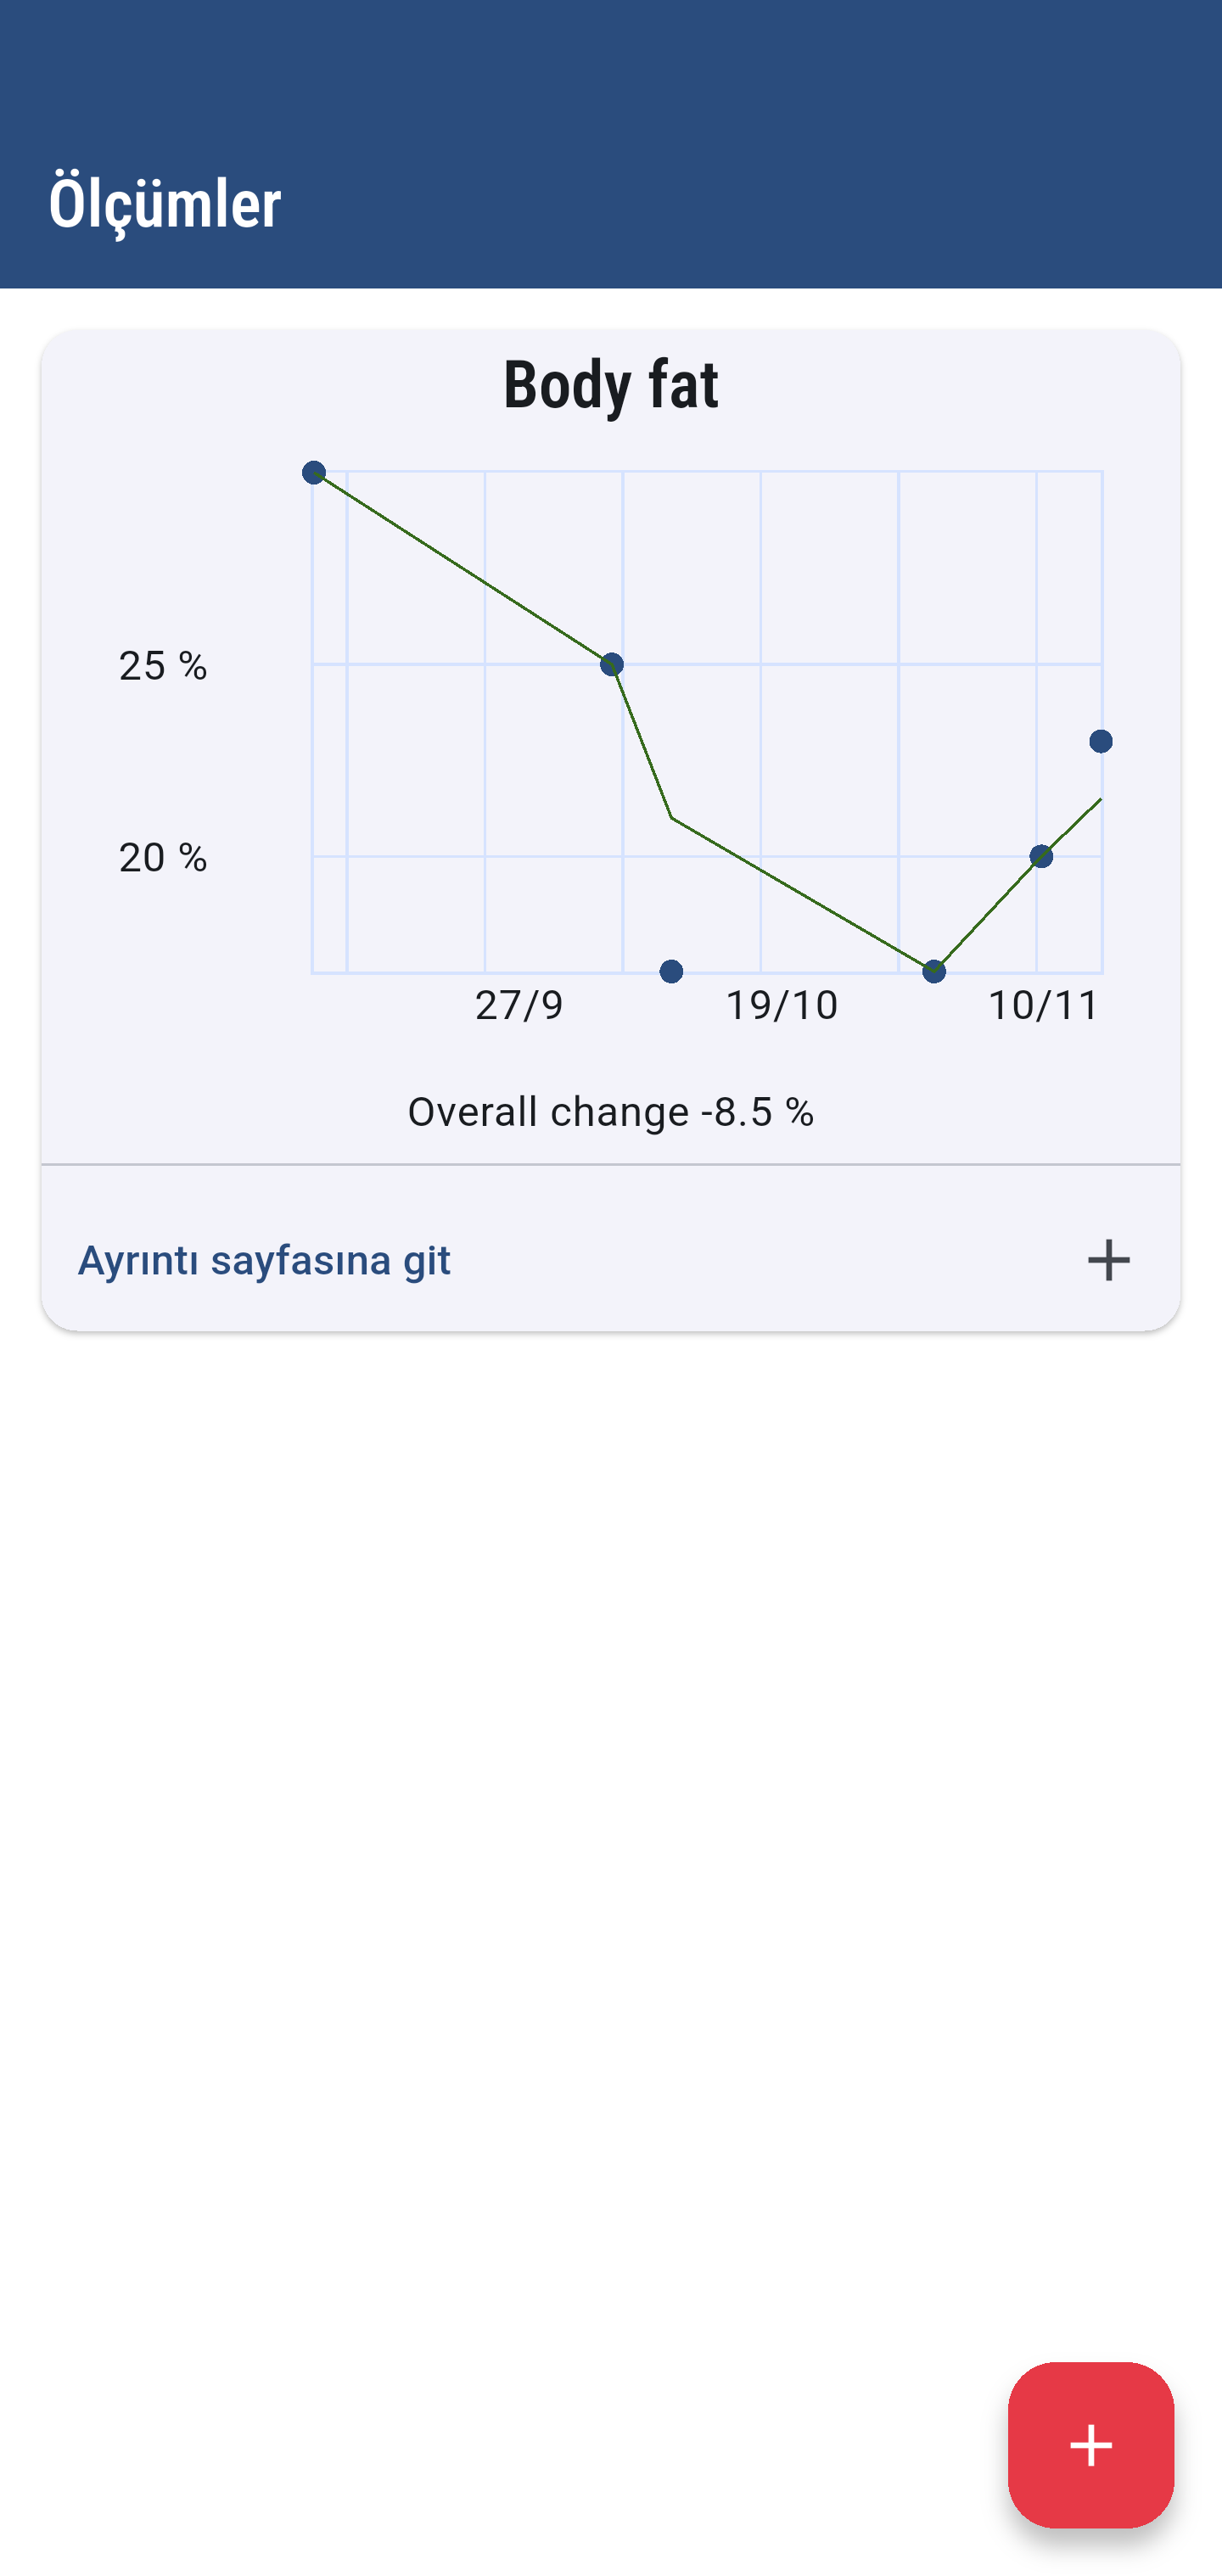 Ölçümler
Body fat
25 %
20 %
27/9 19/10 10/11
Overall change -8.5 %
Ayrıntı sayfasına git